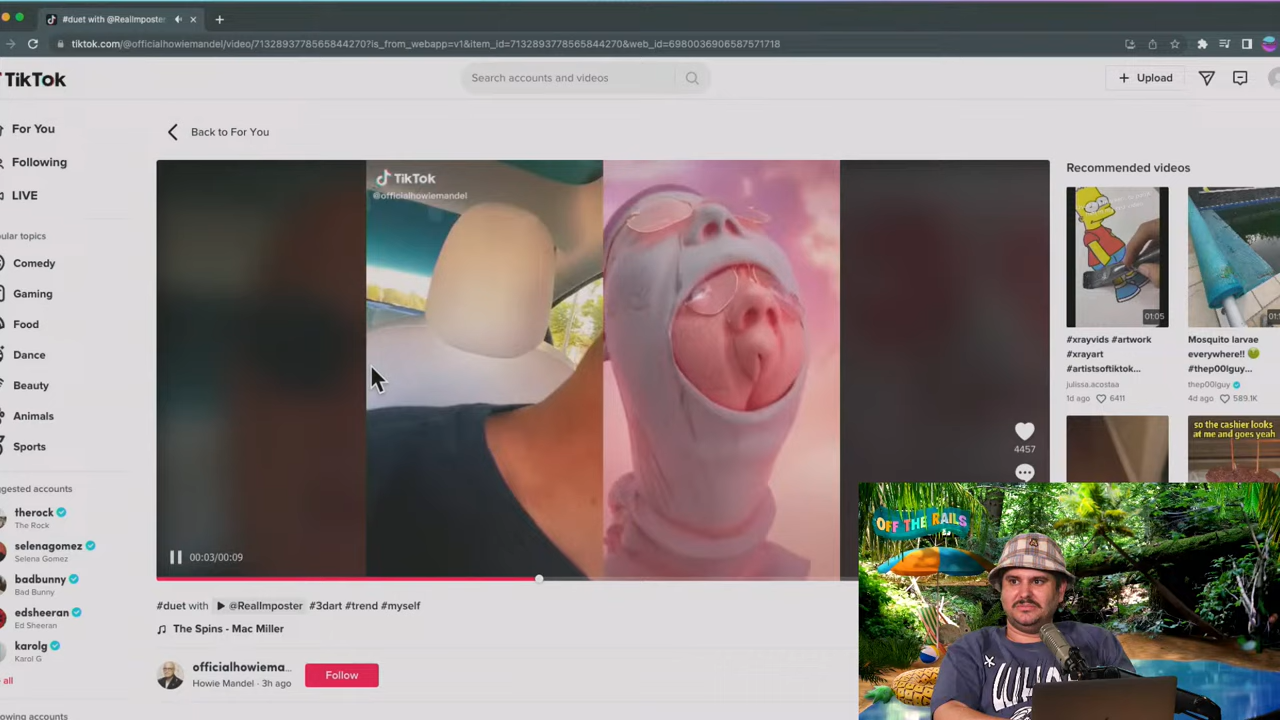 #duet with @RealImposter
tiktok.com/@officialhowiemandel/video/7132893778565844270?is_from_webapp=v1&item_id=7132893778565844270&web_id=6980036906587571718
TikTok
Search accounts and videos
Upload
For You
Following
LIVE
Comedy
Gaming
Food
Dance
Beauty
Animals
Sports
therock
The Rock
selenagomez
Selena Gomez
badbunny
Bad Bunny
edsheeran
Ed Sheeran
karolg
Karol G
all
accounts
Back to For You
TikTok
@officialhowiemandel
4457
00:03/00:09
#duet with @RealImposter #3dart #trend #myself
The Spins - Mac Miller
officialhowiema...
Howie Mandel · 3h ago
Follow
Recommended videos
01:05
#xrayvids #artwork
#xrayart
#artistsoftiktok...
julissa.acostaa
1d ago 6411
Mosquito larvae
everywhere!!
#thep00lguy...
thep00lguy
4d ago 589.1K
so the cashier looks
at me and goes yeah
OFF THE RAILS